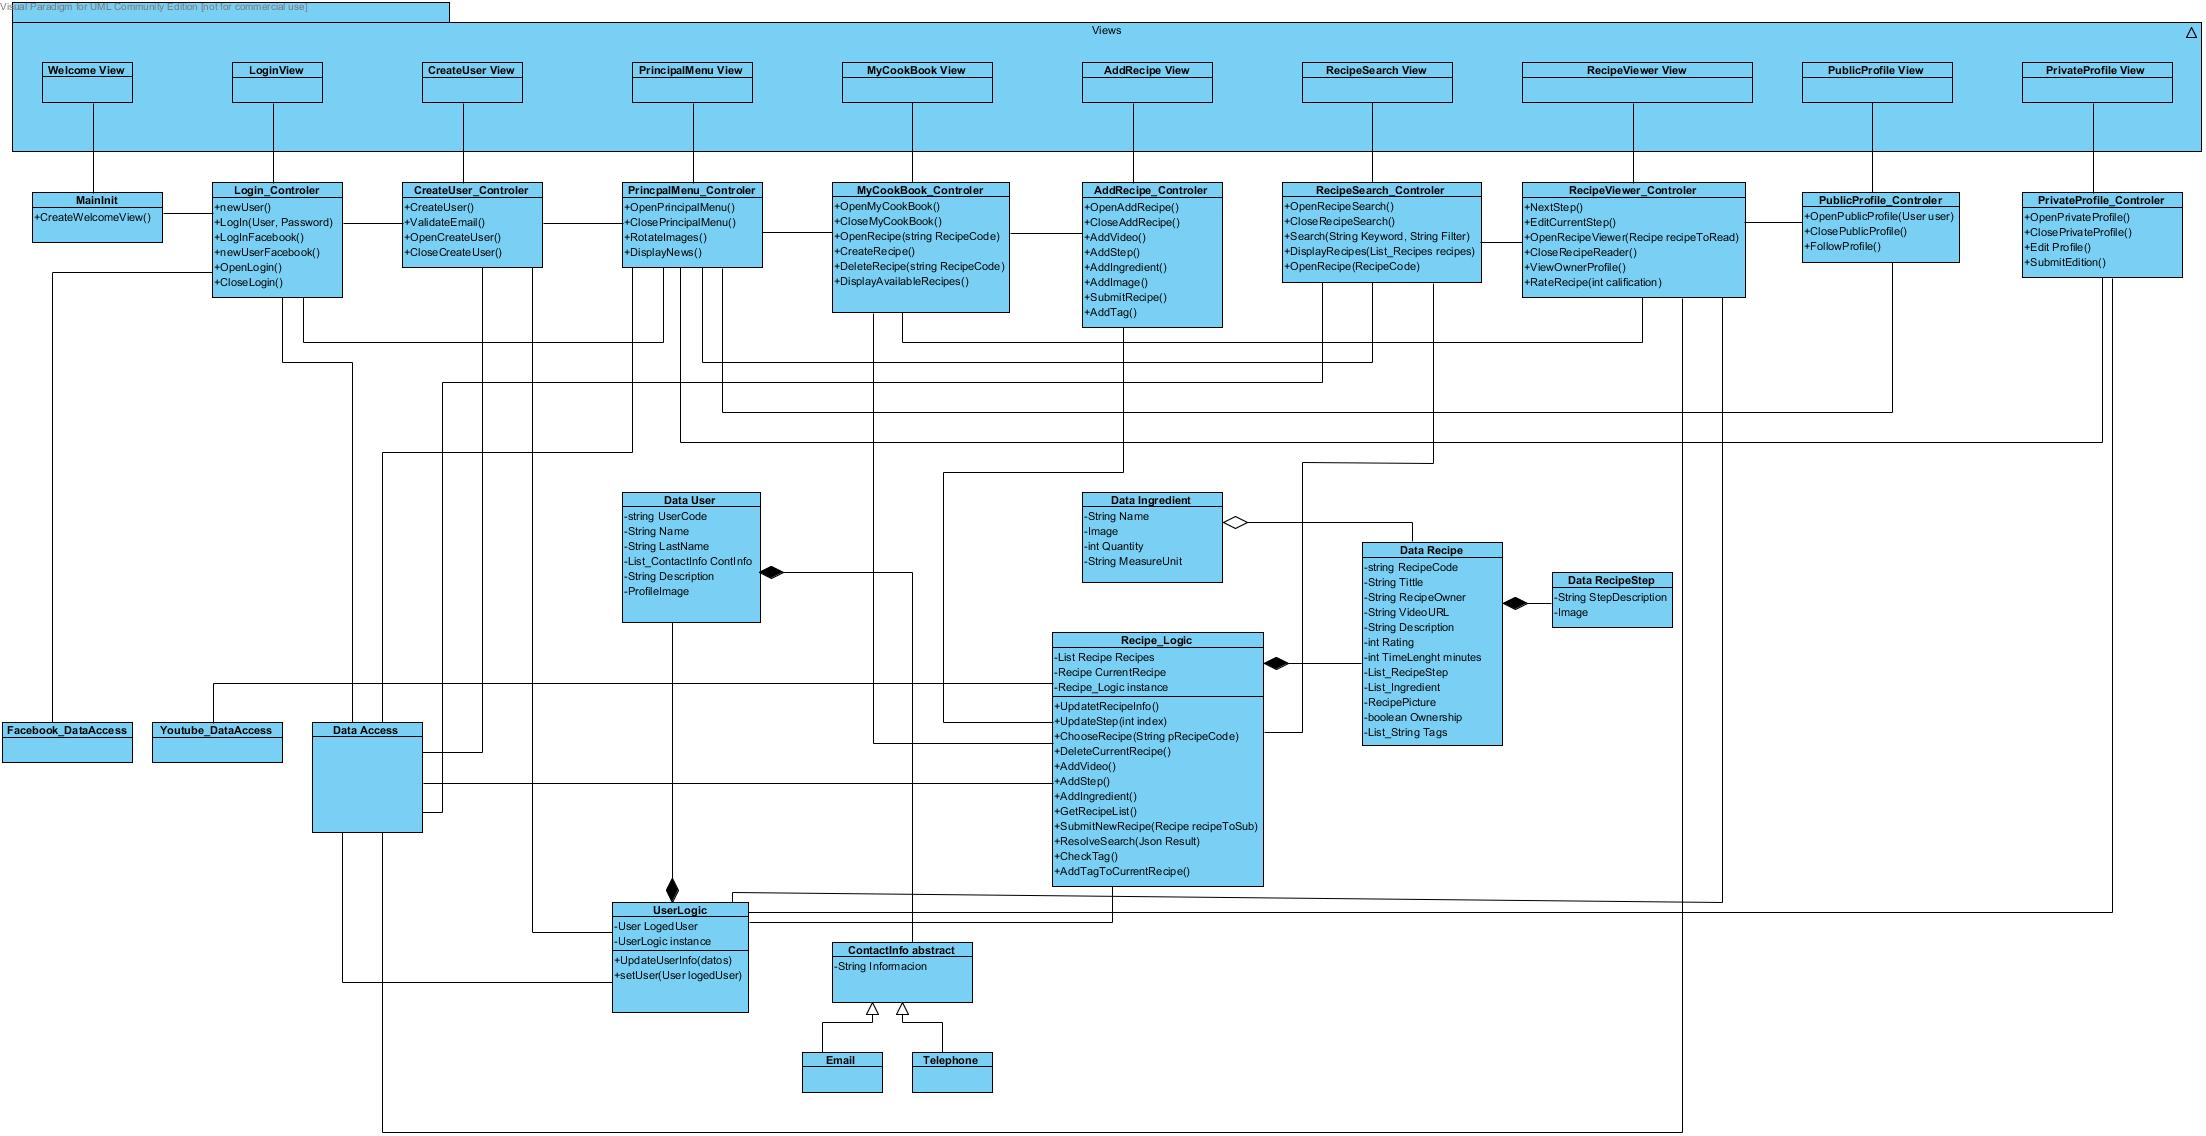 Visual Paradigm for UML Community Edition [not for commercial use]
Views
Welcome View
LoginView
CreateUser View
PrincipalMenu View
MyCookBook View
AddRecipe View
RecipeSearch View
RecipeViewer View
PublicProfile View
PrivateProfile View
MainInit
+CreateWelcomeView()
Login_Controler
+newUser()
+LogIn(User, Password)
+LogInFacebook()
+newUserFacebook()
+OpenLogin()
+CloseLogin()
CreateUser_Controler
+CreateUser()
+ValidateEmail()
+OpenCreateUser()
+CloseCreateUser()
PrincpalMenu_Controler
+OpenPrincipalMenu()
+ClosePrincipalMenu()
+RotateImages()
+DisplayNews()
MyCookBook_Controler
+OpenMyCookBook()
+CloseMyCookBook()
+OpenRecipe(string RecipeCode)
+CreateRecipe()
+DeleteRecipe(string RecipeCode)
+DisplayAvailableRecipes()
AddRecipe_Controler
+OpenAddRecipe()
+CloseAddRecipe()
+AddVideo()
+AddStep()
+AddIngredient()
+AddImage()
+SubmitRecipe()
+AddTag()
RecipeSearch_Controler
+OpenRecipeSearch()
+CloseRecipeSearch()
+Search(String Keyword, String Filter)
+DisplayRecipes(List_Recipes recipes)
+OpenRecipe(RecipeCode)
RecipeViewer_Controler
+NextStep()
+EditCurrentStep()
+OpenRecipeViewer(Recipe recipeToRead)
+CloseRecipeReader()
+ViewOwnerProfile()
+RateRecipe(int calification)
PublicProfile_Controler
+OpenPublicProfile(User user)
+ClosePublicProfile()
+FollowProfile()
PrivateProfile_Controler
+OpenPrivateProfile()
+ClosePrivateProfile()
+Edit Profile()
+SubmitEdition()
Data User
-string UserCode
-String Name
-String LastName
-List_ContactInfo ContInfo
-String Description
-ProfileImage
Data Ingredient
-String Name
-Image
-int Quantity
-String MeasureUnit
Data Recipe
-string RecipeCode
-String Tittle
-String RecipeOwner
-String VideoURL
-String Description
-int Rating
-int TimeLenght minutes
-List_RecipeStep
-List_Ingredient
-RecipePicture
-boolean Ownership
-List_String Tags
Data RecipeStep
-String StepDescription
-Image
Recipe_Logic
-List Recipe Recipes
-Recipe CurrentRecipe
-Recipe_Logic instance
+UpdatetRecipeInfo()
+UpdateStep(int index)
+ChooseRecipe(String pRecipeCode)
+DeleteCurrentRecipe()
+AddVideo()
+AddStep()
+AddIngredient()
+GetRecipeList()
+SubmitNewRecipe(Recipe recipeToSub)
+ResolveSearch(Json Result)
+CheckTag()
+AddTagToCurrentRecipe()
Facebook_DataAccess
Youtube_DataAccess
Data Access
UserLogic
-User LogedUser
-UserLogic instance
+UpdateUserInfo(datos)
+setUser(User logedUser)
ContactInfo abstract
-String Informacion
Email
Telephone